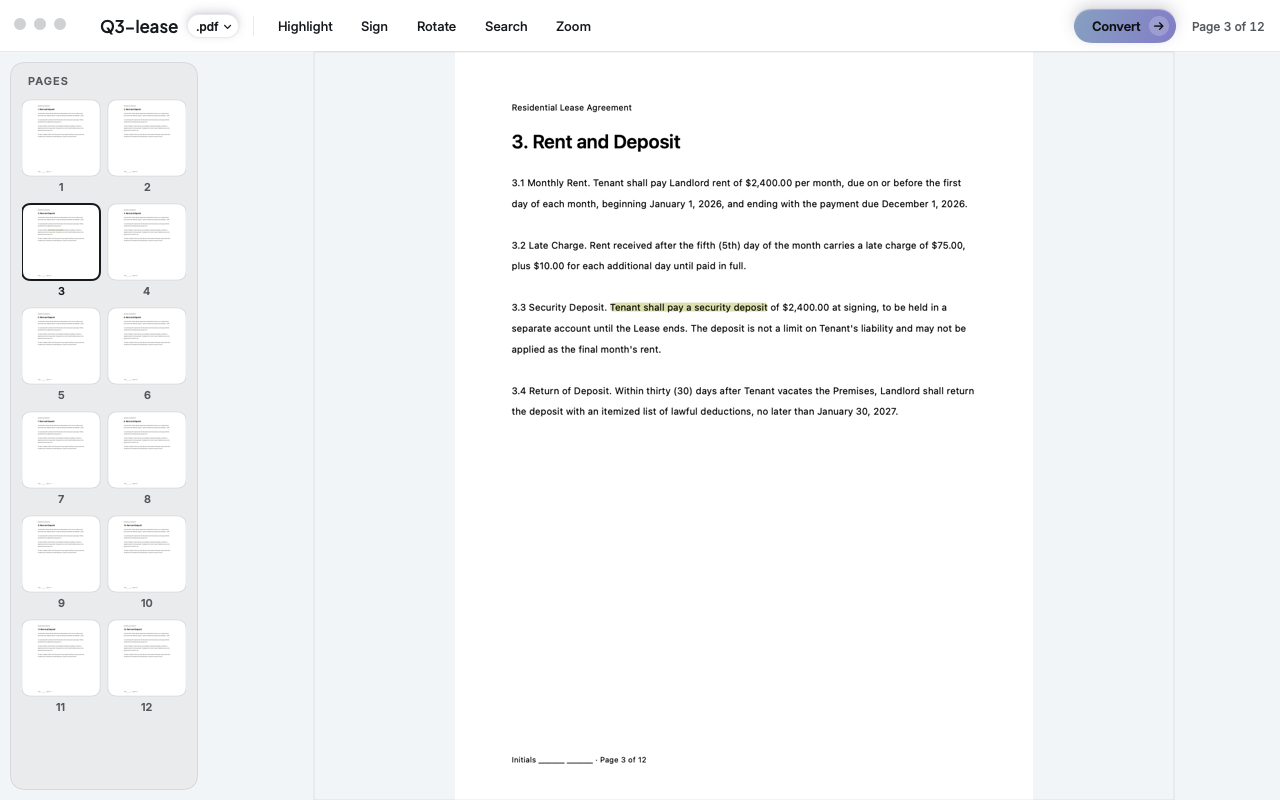 Q3-lease .pdf Highlight Sign Rotate Search Zoom Convert Page 3 of 12
PAGES
1 2
3 4
5 6
7 8
9 10
11 12
Residential Lease Agreement
3. Rent and Deposit
3.1 Monthly Rent. Tenant shall pay Landlord rent of $2,400.00 per month, due on or before the first
day of each month, beginning January 1, 2026, and ending with the payment due December 1, 2026.
3.2 Late Charge. Rent received after the fifth (5th) day of the month carries a late charge of $75.00,
plus $10.00 for each additional day until paid in full.
3.3 Security Deposit. Tenant shall pay a security deposit of $2,400.00 at signing, to be held in a
separate account until the Lease ends. The deposit is not a limit on Tenant's liability and may not be
applied as the final month's rent.
3.4 Return of Deposit. Within thirty (30) days after Tenant vacates the Premises, Landlord shall return
the deposit with an itemized list of lawful deductions, no later than January 30, 2027.
Initials ______ ______ · Page 3 of 12